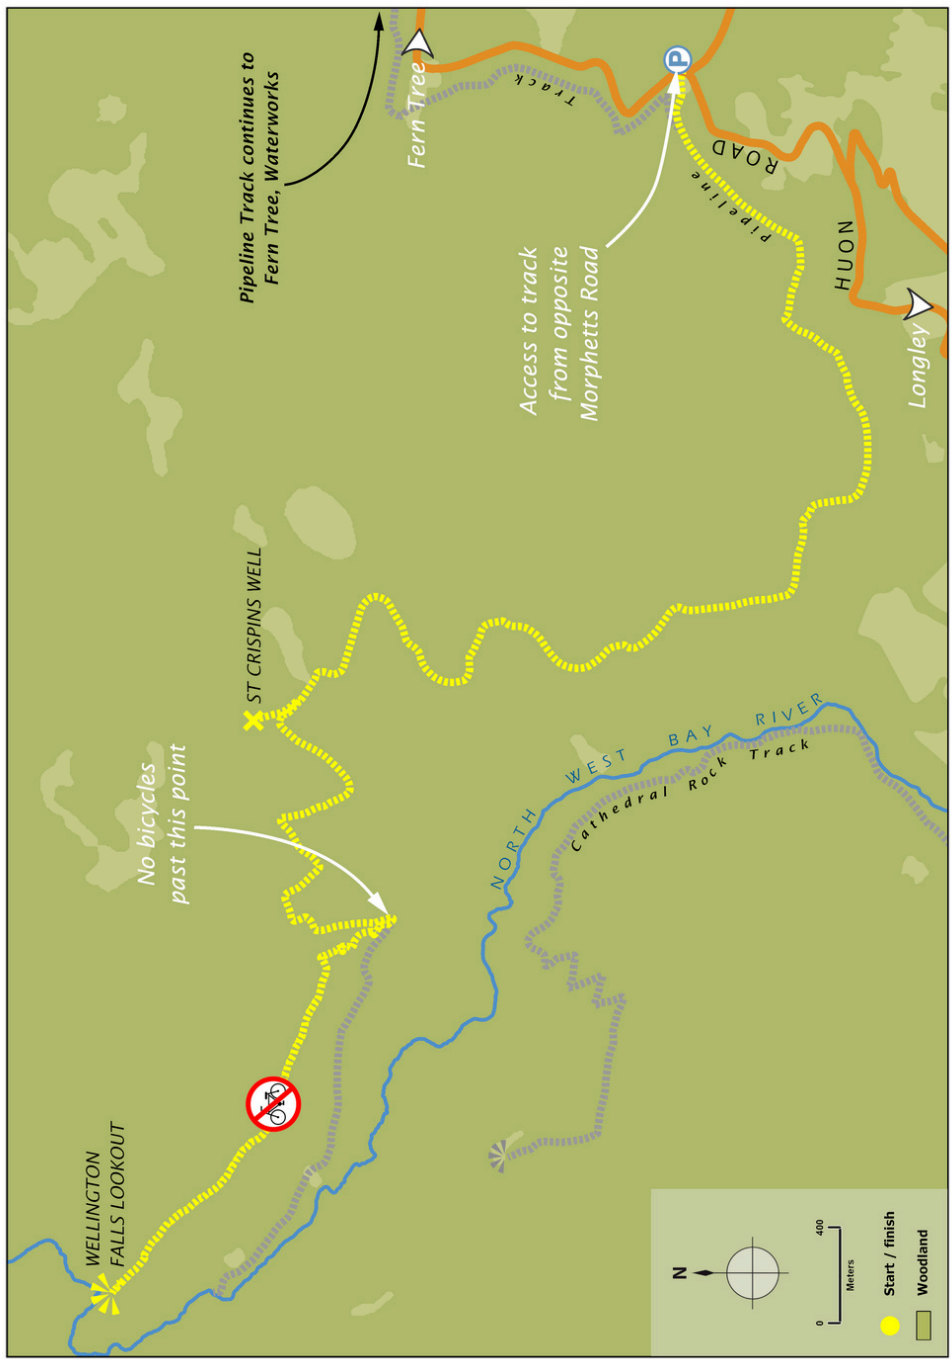 Pipeline Track continues to
Fern Tree, Waterworks
Fern Tree
Track
P
Access to track
from opposite
Morphetts Road
Pipeline
HUON ROAD
Longley
ST CRISPINS WELL
No bicycles
past this point
WELLINGTON
FALLS LOOKOUT
NORTH WEST BAY RIVER
Cathedral Rock Track
N
0 400
Meters
Start / finish
Woodland